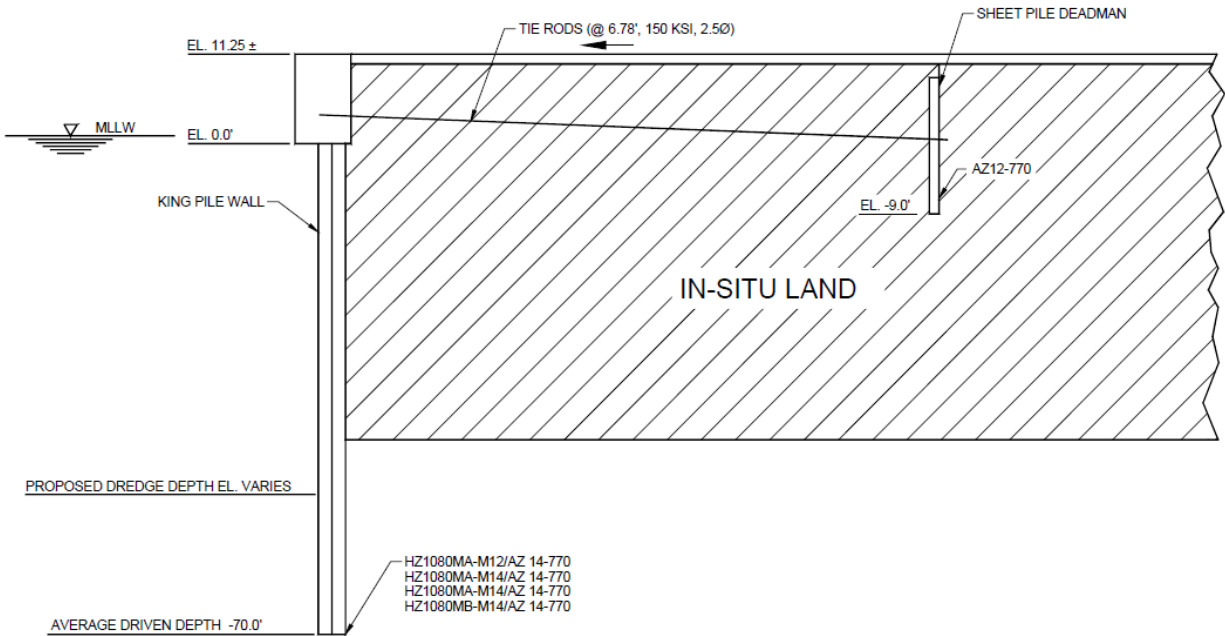 SHEET PILE DEADMAN
TIE RODS (@ 6.78', 150 KSI, 2.5Ø)
EL. 11.25 ±
MLLW
EL. 0.0'
AZ12-770
KING PILE WALL
EL. -9.0'
IN-SITU LAND
PROPOSED DREDGE DEPTH EL. VARIES
HZ1080MA-M12/AZ 14-770
HZ1080MA-M14/AZ 14-770
HZ1080MA-M14/AZ 14-770
HZ1080MB-M14/AZ 14-770
AVERAGE DRIVEN DEPTH -70.0'